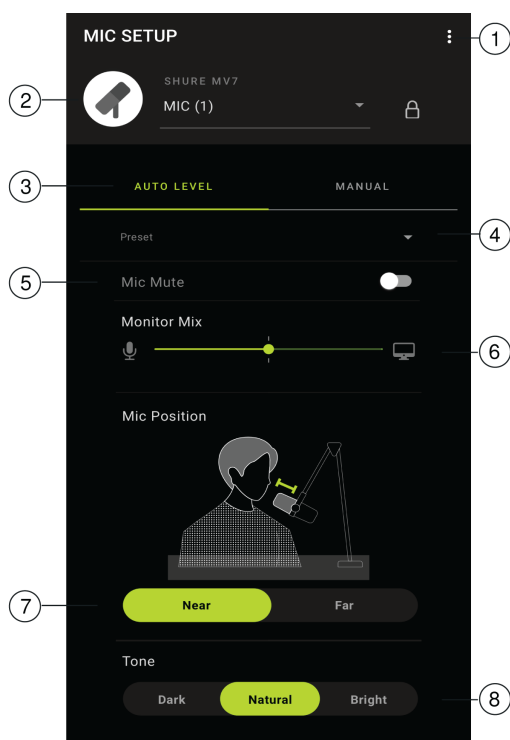 MIC SETUP
1
SHURE MV7
2
MIC (1)
3
AUTO LEVEL MANUAL
Preset
4
5
Mic Mute
Monitor Mix
6
Mic Position
7
Near Far
Tone
Dark Natural Bright
8